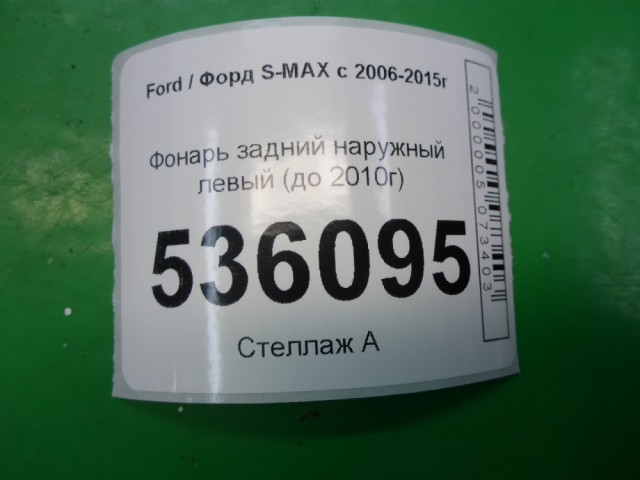 Ford / Форд S-MAX с 2006-2015г
Фонарь задний наружный
левый (до 2010г)
536095
Стеллаж А
2000005073403